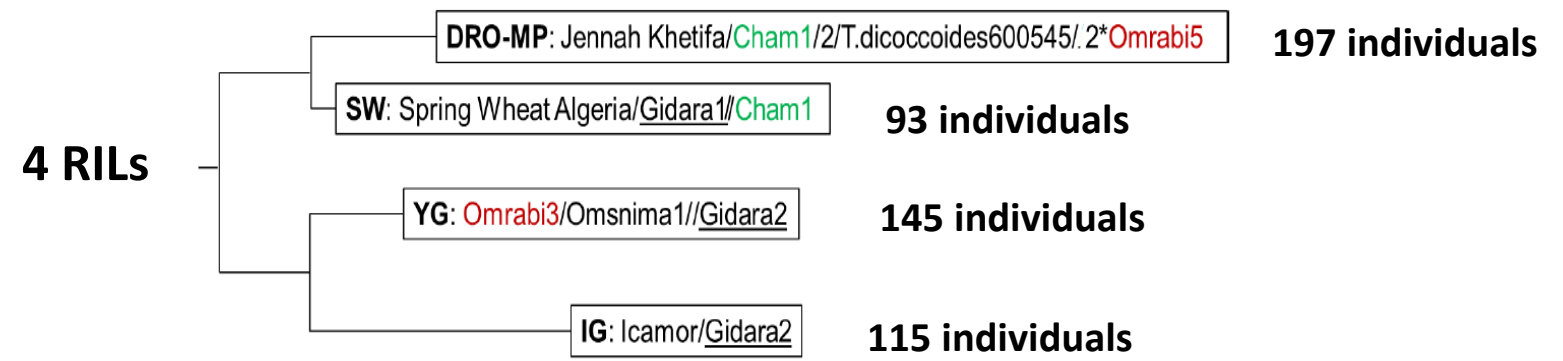 DRO-MP: Jennah Khetifa/Cham1/2/T.dicoccoides600545/.2*Omrabi5
197 individuals
SW: Spring Wheat Algeria/Gidara1//Cham1
93 individuals
4 RILs
YG: Omrabi3/Omsnima1//Gidara2
145 individuals
IG: Icamor/Gidara2
115 individuals